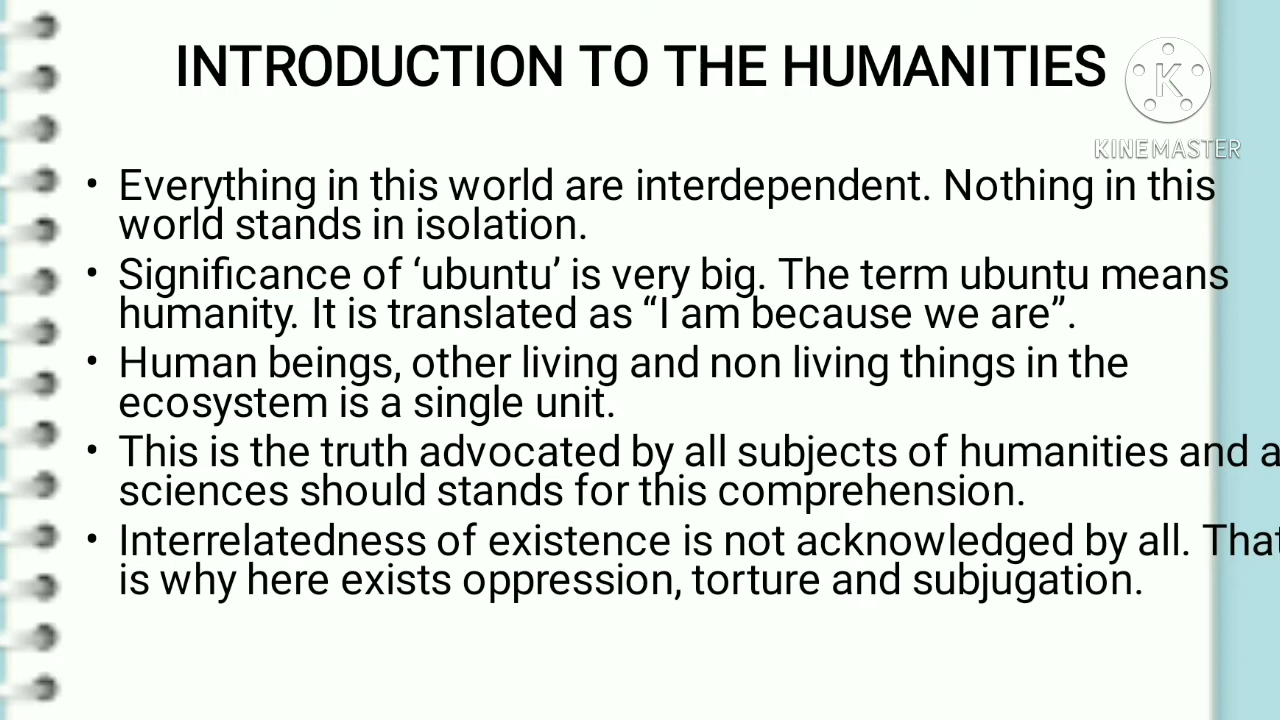 INTRODUCTION TO THE HUMANITIES
K
KINEMASTER
• Everything in this world are interdependent. Nothing in this
world stands in isolation.
• Significance of ‘ubuntu’ is very big. The term ubuntu means
humanity. It is translated as “I am because we are”.
• Human beings, other living and non living things in the
ecosystem is a single unit.
• This is the truth advocated by all subjects of humanities and
sciences should stands for this comprehension.
• Interrelatedness of existence is not acknowledged by all. That
is why here exists oppression, torture and subjugation.